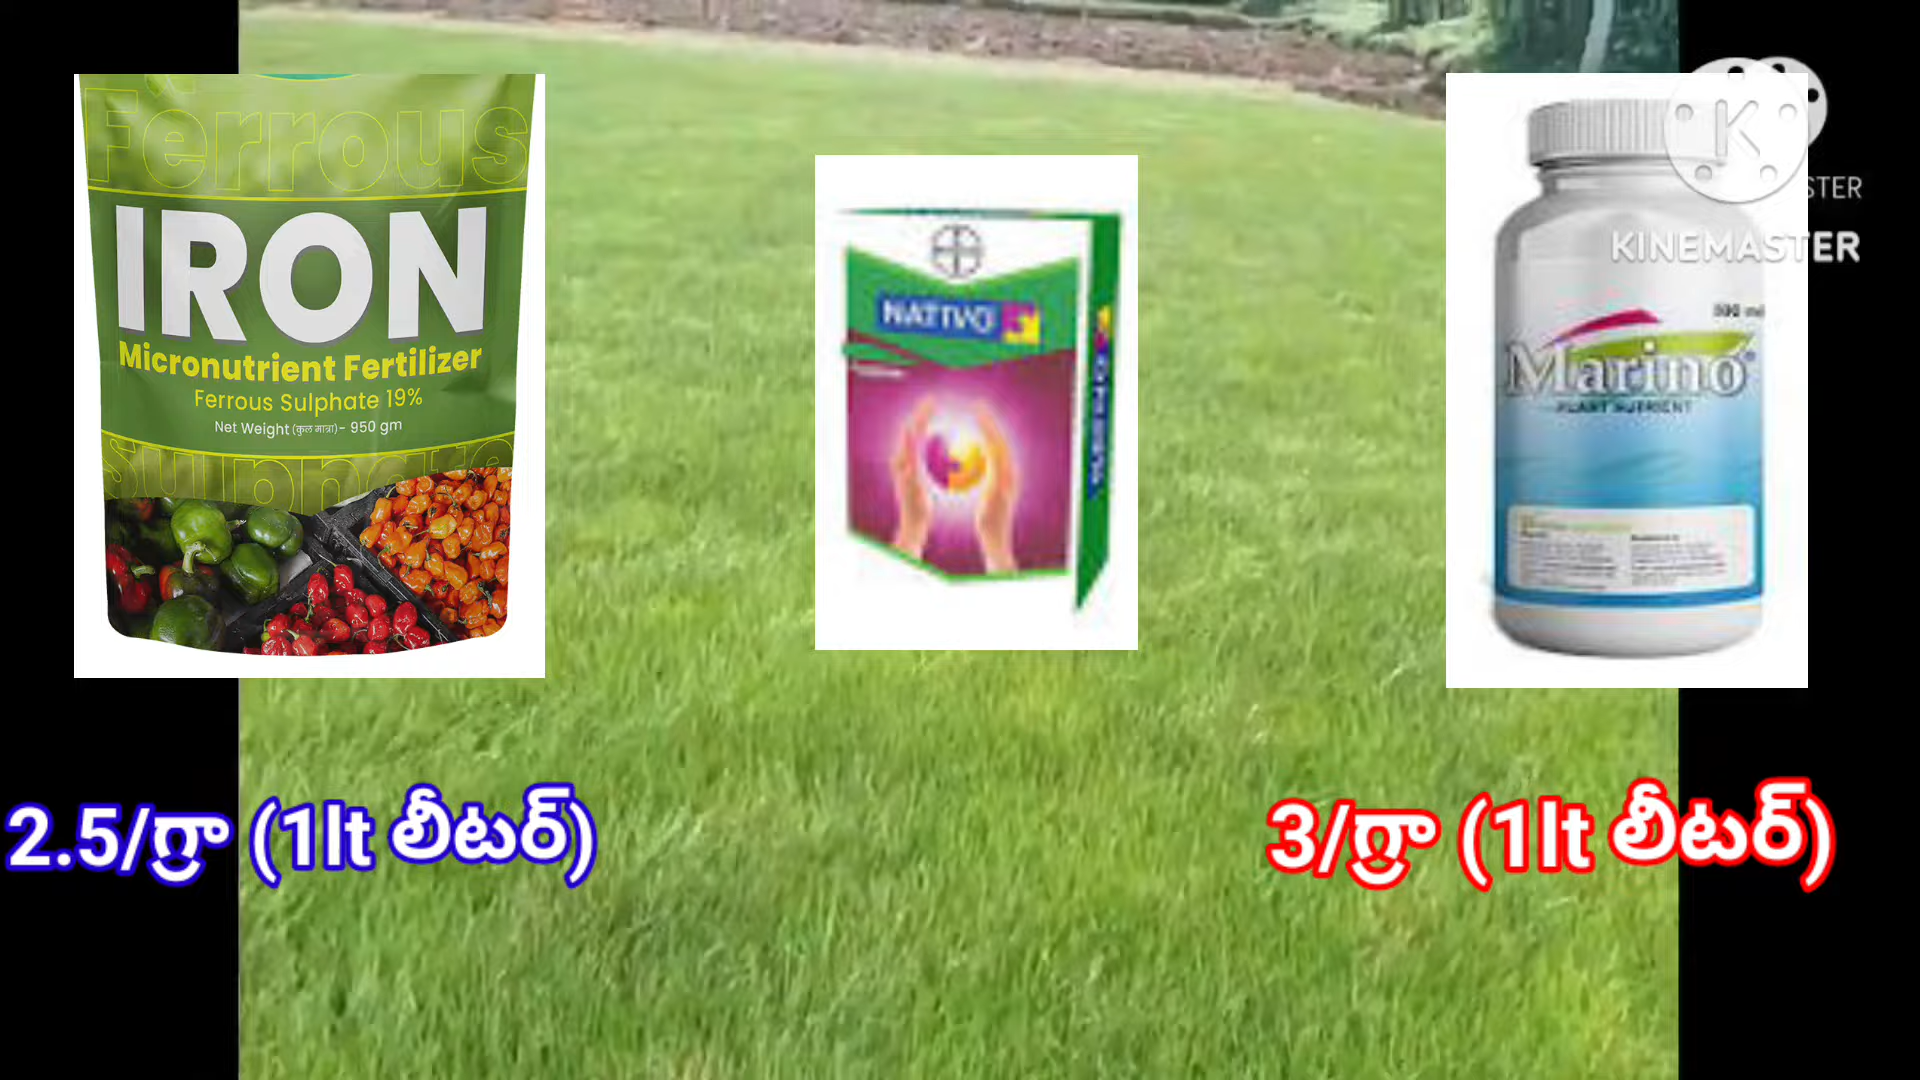 Ferrous
IRON
Micronutrient Fertilizer
Ferrous Sulphate 19%
Net Weight (कुल मात्रा)- 950 gm
Sulphate
NATIVO
Marino
PLANT NUTRIENT
K
STER
KINEMASTER
2.5/గ్రా (1lt లీటర్)
3/గ్రా (1lt లీటర్)